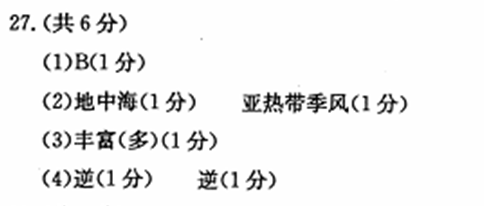 27.(共6分)
(1)B(1分)
(2)地中海(1分)　亚热带季风(1分)
(3)丰富(多)(1分)
(4)逆(1分)　逆(1分)